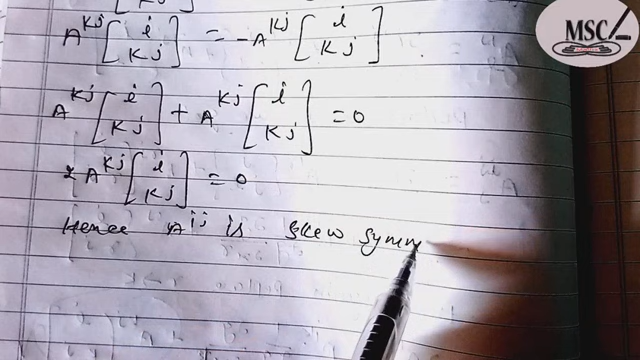 A^{Kj} [i Kj] = -A^{Kj} [i Kj]
A^{Kj} [i Kj] + A^{Kj} [i Kj] = 0
2A^{Kj} [i Kj] = 0
Hence A^{ij} is skew symm
MSC